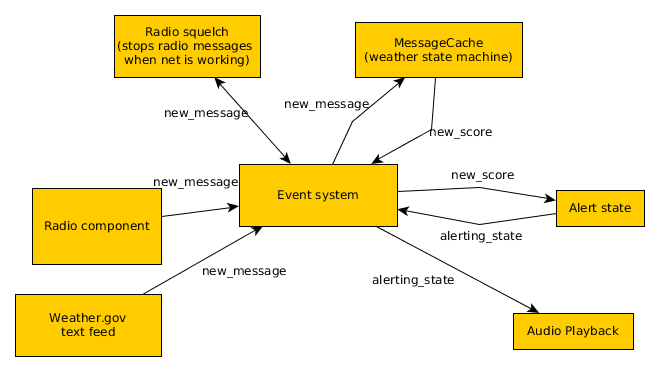 Radio squelch
(stops radio messages
when net is working)
MessageCache
(weather state machine)
new_message
new_message
new_score
new_message
Event system
new_score
Radio component
Alert state
alerting_state
new_message
alerting_state
Weather.gov
text feed
Audio Playback